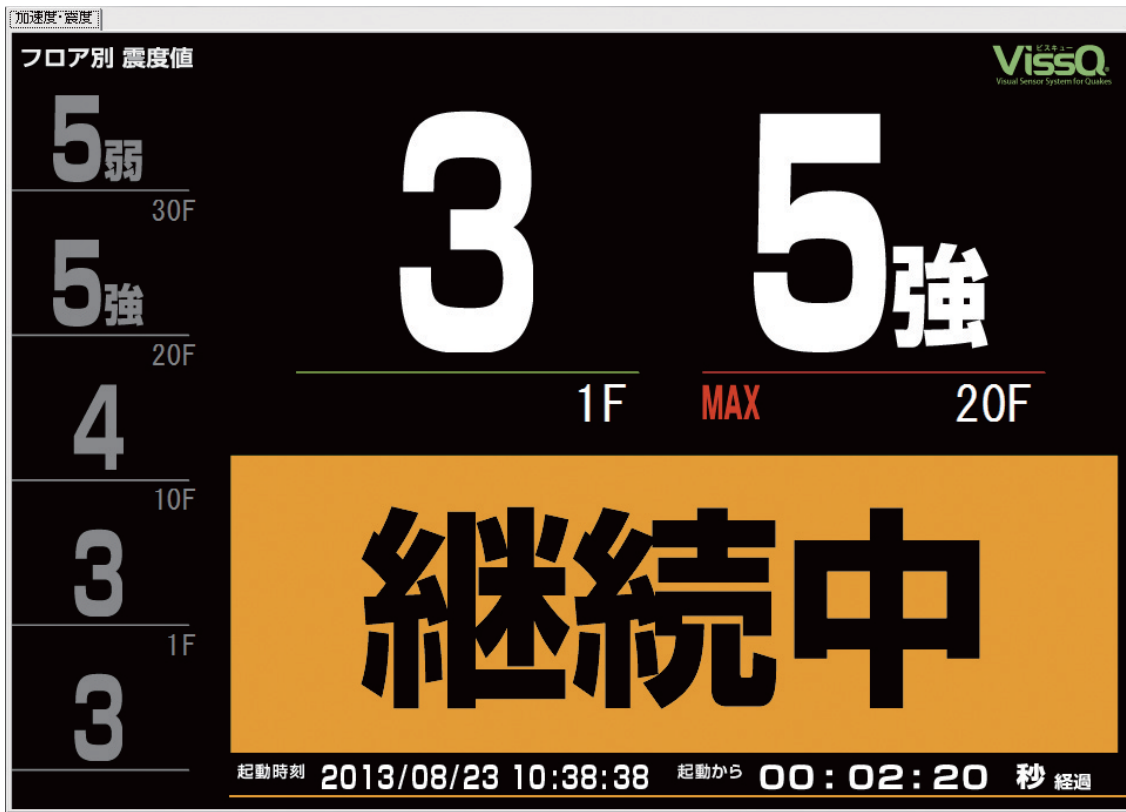 加速度・震度
フロア別 震度値
ビスキュー
VissQ®
Visual Sensor System for Quakes
5弱
30F
5強
20F
4
10F
3
1F
3
3
1F
5強
MAX 20F
継続中
起動時刻 2013/08/23 10:38:38 起動から 00:02:20 秒 経過